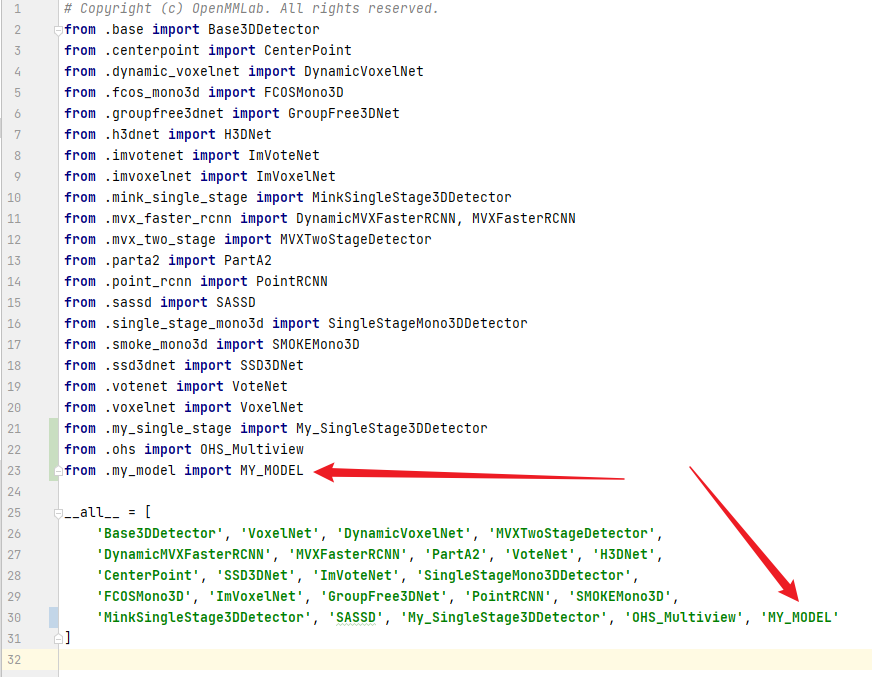 1 # Copyright (c) OpenMMLab. All rights reserved.
2 from .base import Base3DDetector
3 from .centerpoint import CenterPoint
4 from .dynamic_voxelnet import DynamicVoxelNet
5 from .fcos_mono3d import FCOSMono3D
6 from .groupfree3dnet import GroupFree3DNet
7 from .h3dnet import H3DNet
8 from .imvotenet import ImVoteNet
9 from .imvoxelnet import ImVoxelNet
10 from .mink_single_stage import MinkSingleStage3DDetector
11 from .mvx_faster_rcnn import DynamicMVXFasterRCNN, MVXFasterRCNN
12 from .mvx_two_stage import MVXTwoStageDetector
13 from .parta2 import PartA2
14 from .point_rcnn import PointRCNN
15 from .sassd import SASSD
16 from .single_stage_mono3d import SingleStageMono3DDetector
17 from .smoke_mono3d import SMOKEMono3D
18 from .ssd3dnet import SSD3DNet
19 from .votenet import VoteNet
20 from .voxelnet import VoxelNet
21 from .my_single_stage import My_SingleStage3DDetector
22 from .ohs import OHS_Multiview
23 from .my_model import MY_MODEL
24
25 __all__ = [
26     'Base3DDetector', 'VoxelNet', 'DynamicVoxelNet', 'MVXTwoStageDetector',
27     'DynamicMVXFasterRCNN', 'MVXFasterRCNN', 'PartA2', 'VoteNet', 'H3DNet',
28     'CenterPoint', 'SSD3DNet', 'ImVoteNet', 'SingleStageMono3DDetector',
29     'FCOSMono3D', 'ImVoxelNet', 'GroupFree3DNet', 'PointRCNN', 'SMOKEMono3D',
30     'MinkSingleStage3DDetector', 'SASSD', 'My_SingleStage3DDetector', 'OHS_Multiview', 'MY_MODEL'
31 ]
32